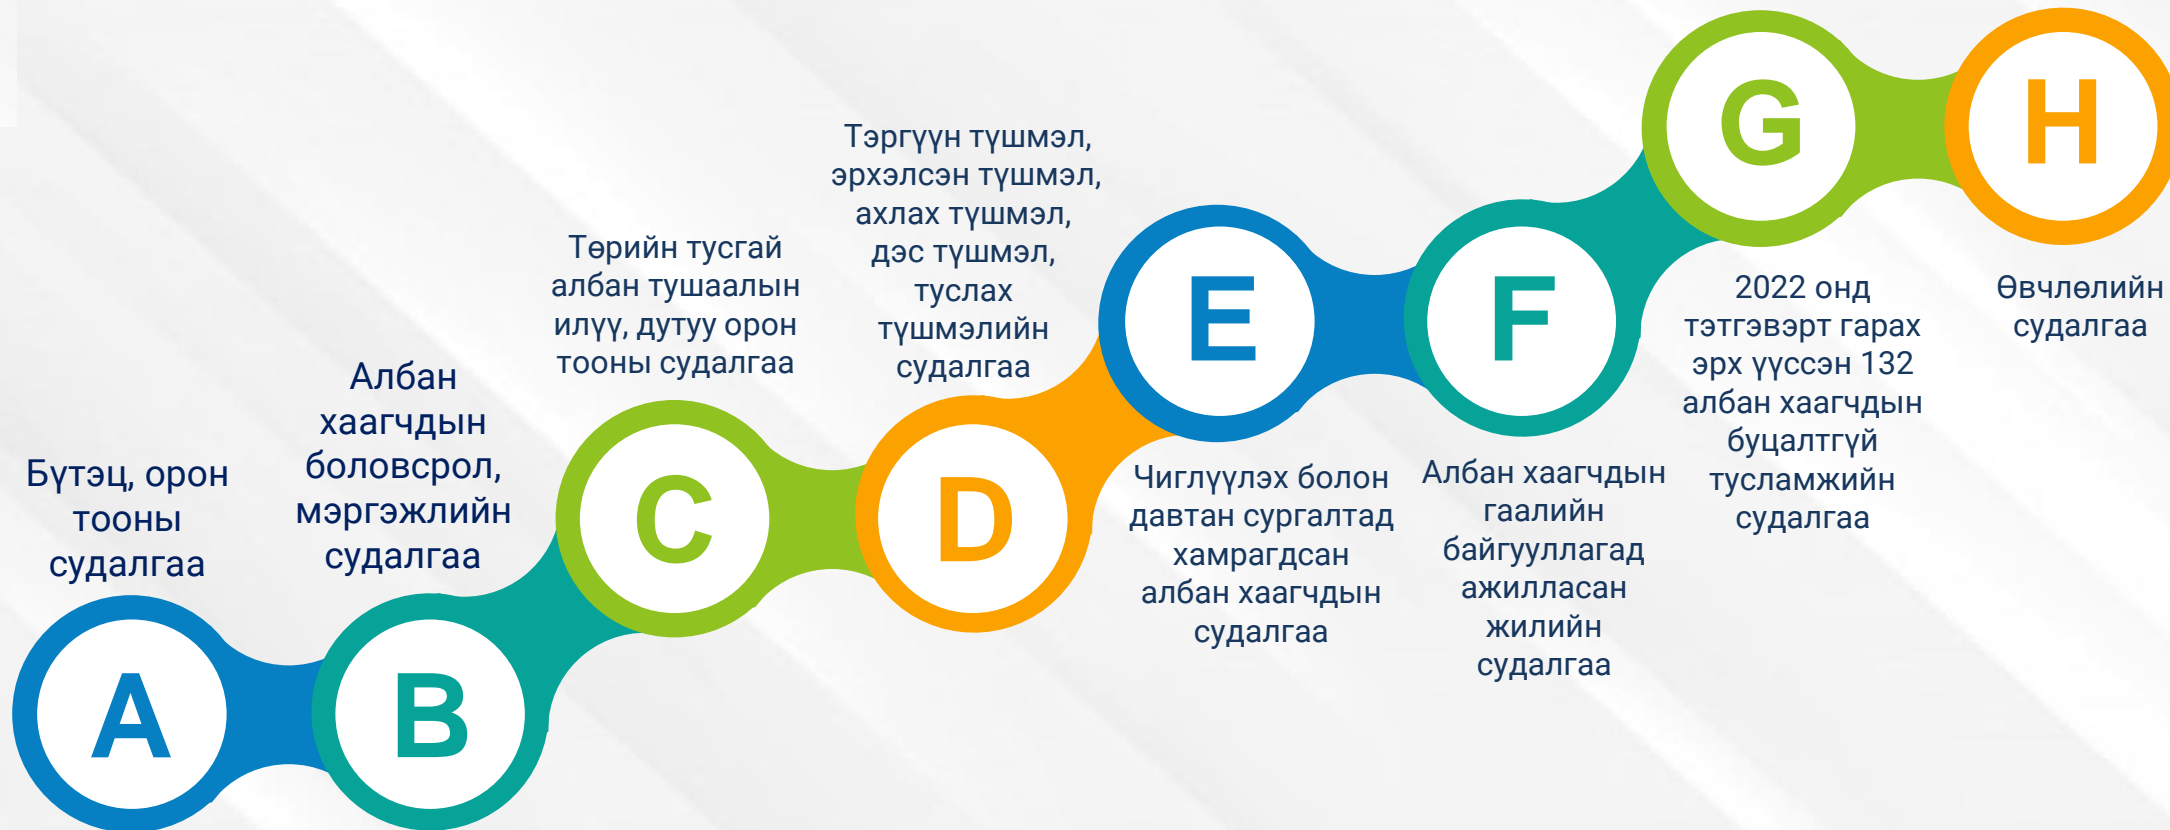 A
Бүтэц, орон
тооны
судалгаа
B
Албан
хаагчдын
боловсрол,
мэргэжлийн
судалгаа
C
Төрийн тусгай
албан тушаалын
илүү, дутуу орон
тооны судалгаа
D
Тэргүүн түшмэл,
эрхэлсэн түшмэл,
ахлах түшмэл,
дэс түшмэл,
туслах
түшмэлийн
судалгаа
E
Чиглүүлэх болон
давтан сургалтад
хамрагдсан
албан хаагчдын
судалгаа
F
Албан хаагчдын
гаалийн
байгууллагад
ажилласан
жилийн
судалгаа
G
2022 онд
тэтгэвэрт гарах
эрх үүссэн 132
албан хаагчдын
буцалтгүй
тусламжийн
судалгаа
H
Өвчлөлийн
судалгаа